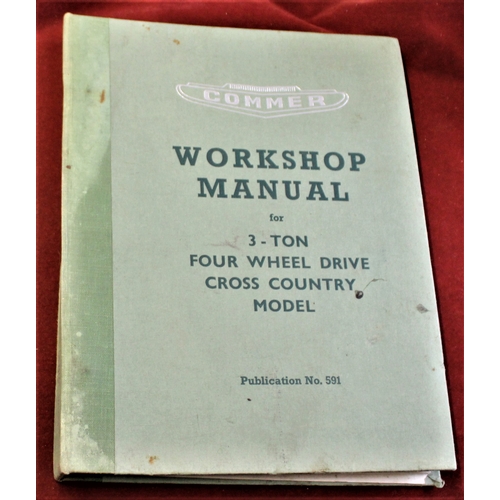 COMMER
WORKSHOP
MANUAL
for
3-TON
FOUR WHEEL DRIVE
CROSS COUNTRY
MODEL
Publication No. 591